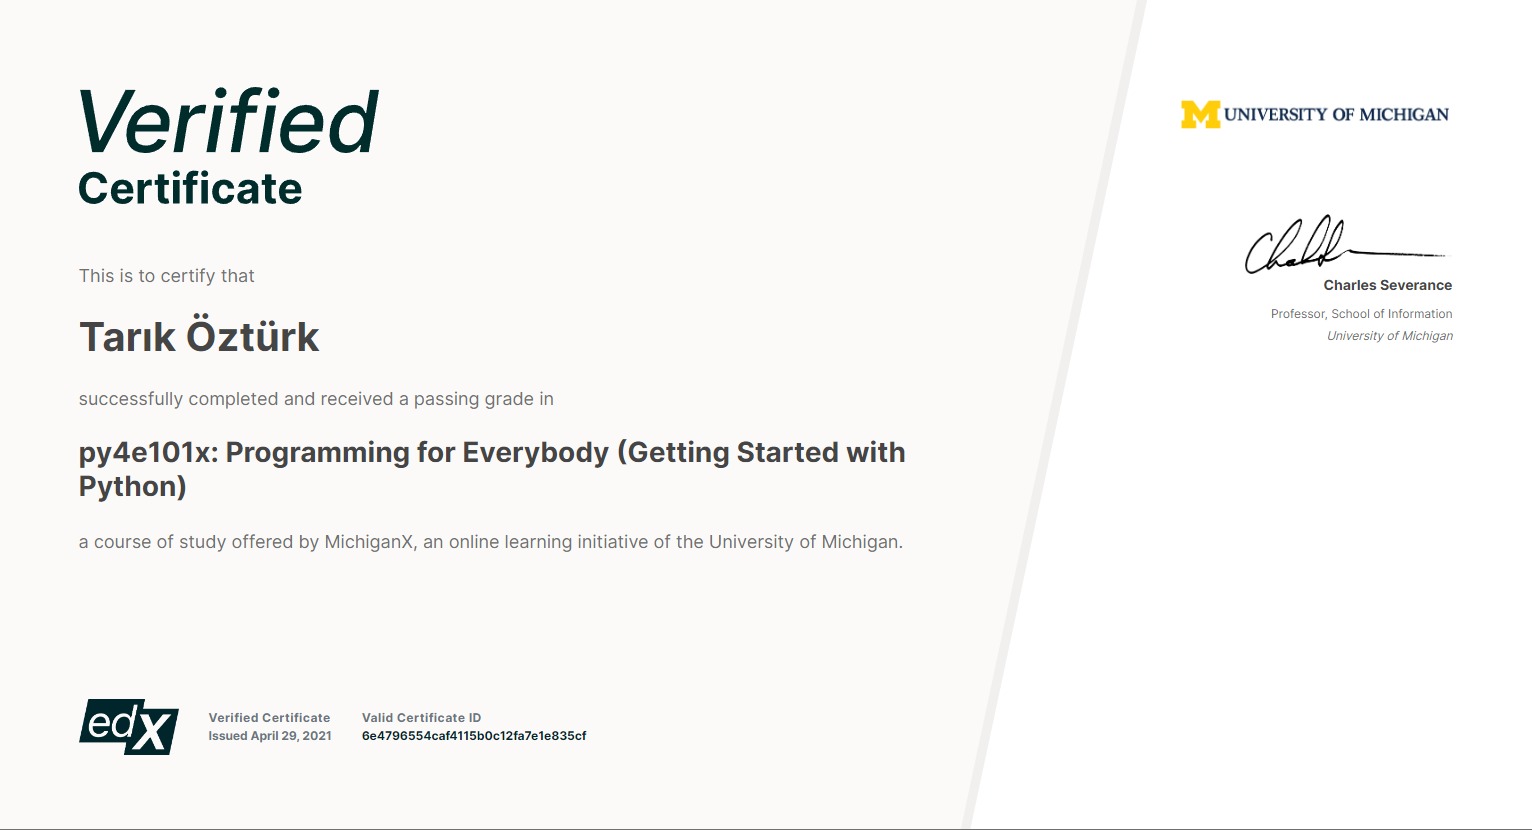 Verified
Certificate
This is to certify that
Tarık Öztürk
successfully completed and received a passing grade in
py4e101x: Programming for Everybody (Getting Started with
Python)
a course of study offered by MichiganX, an online learning initiative of the University of Michigan.
edX
Verified Certificate
Issued April 29, 2021
Valid Certificate ID
6e4796554caf4115b0c12fa7e1e835cf
M UNIVERSITY OF MICHIGAN
Charles Severance
Professor, School of Information
University of Michigan